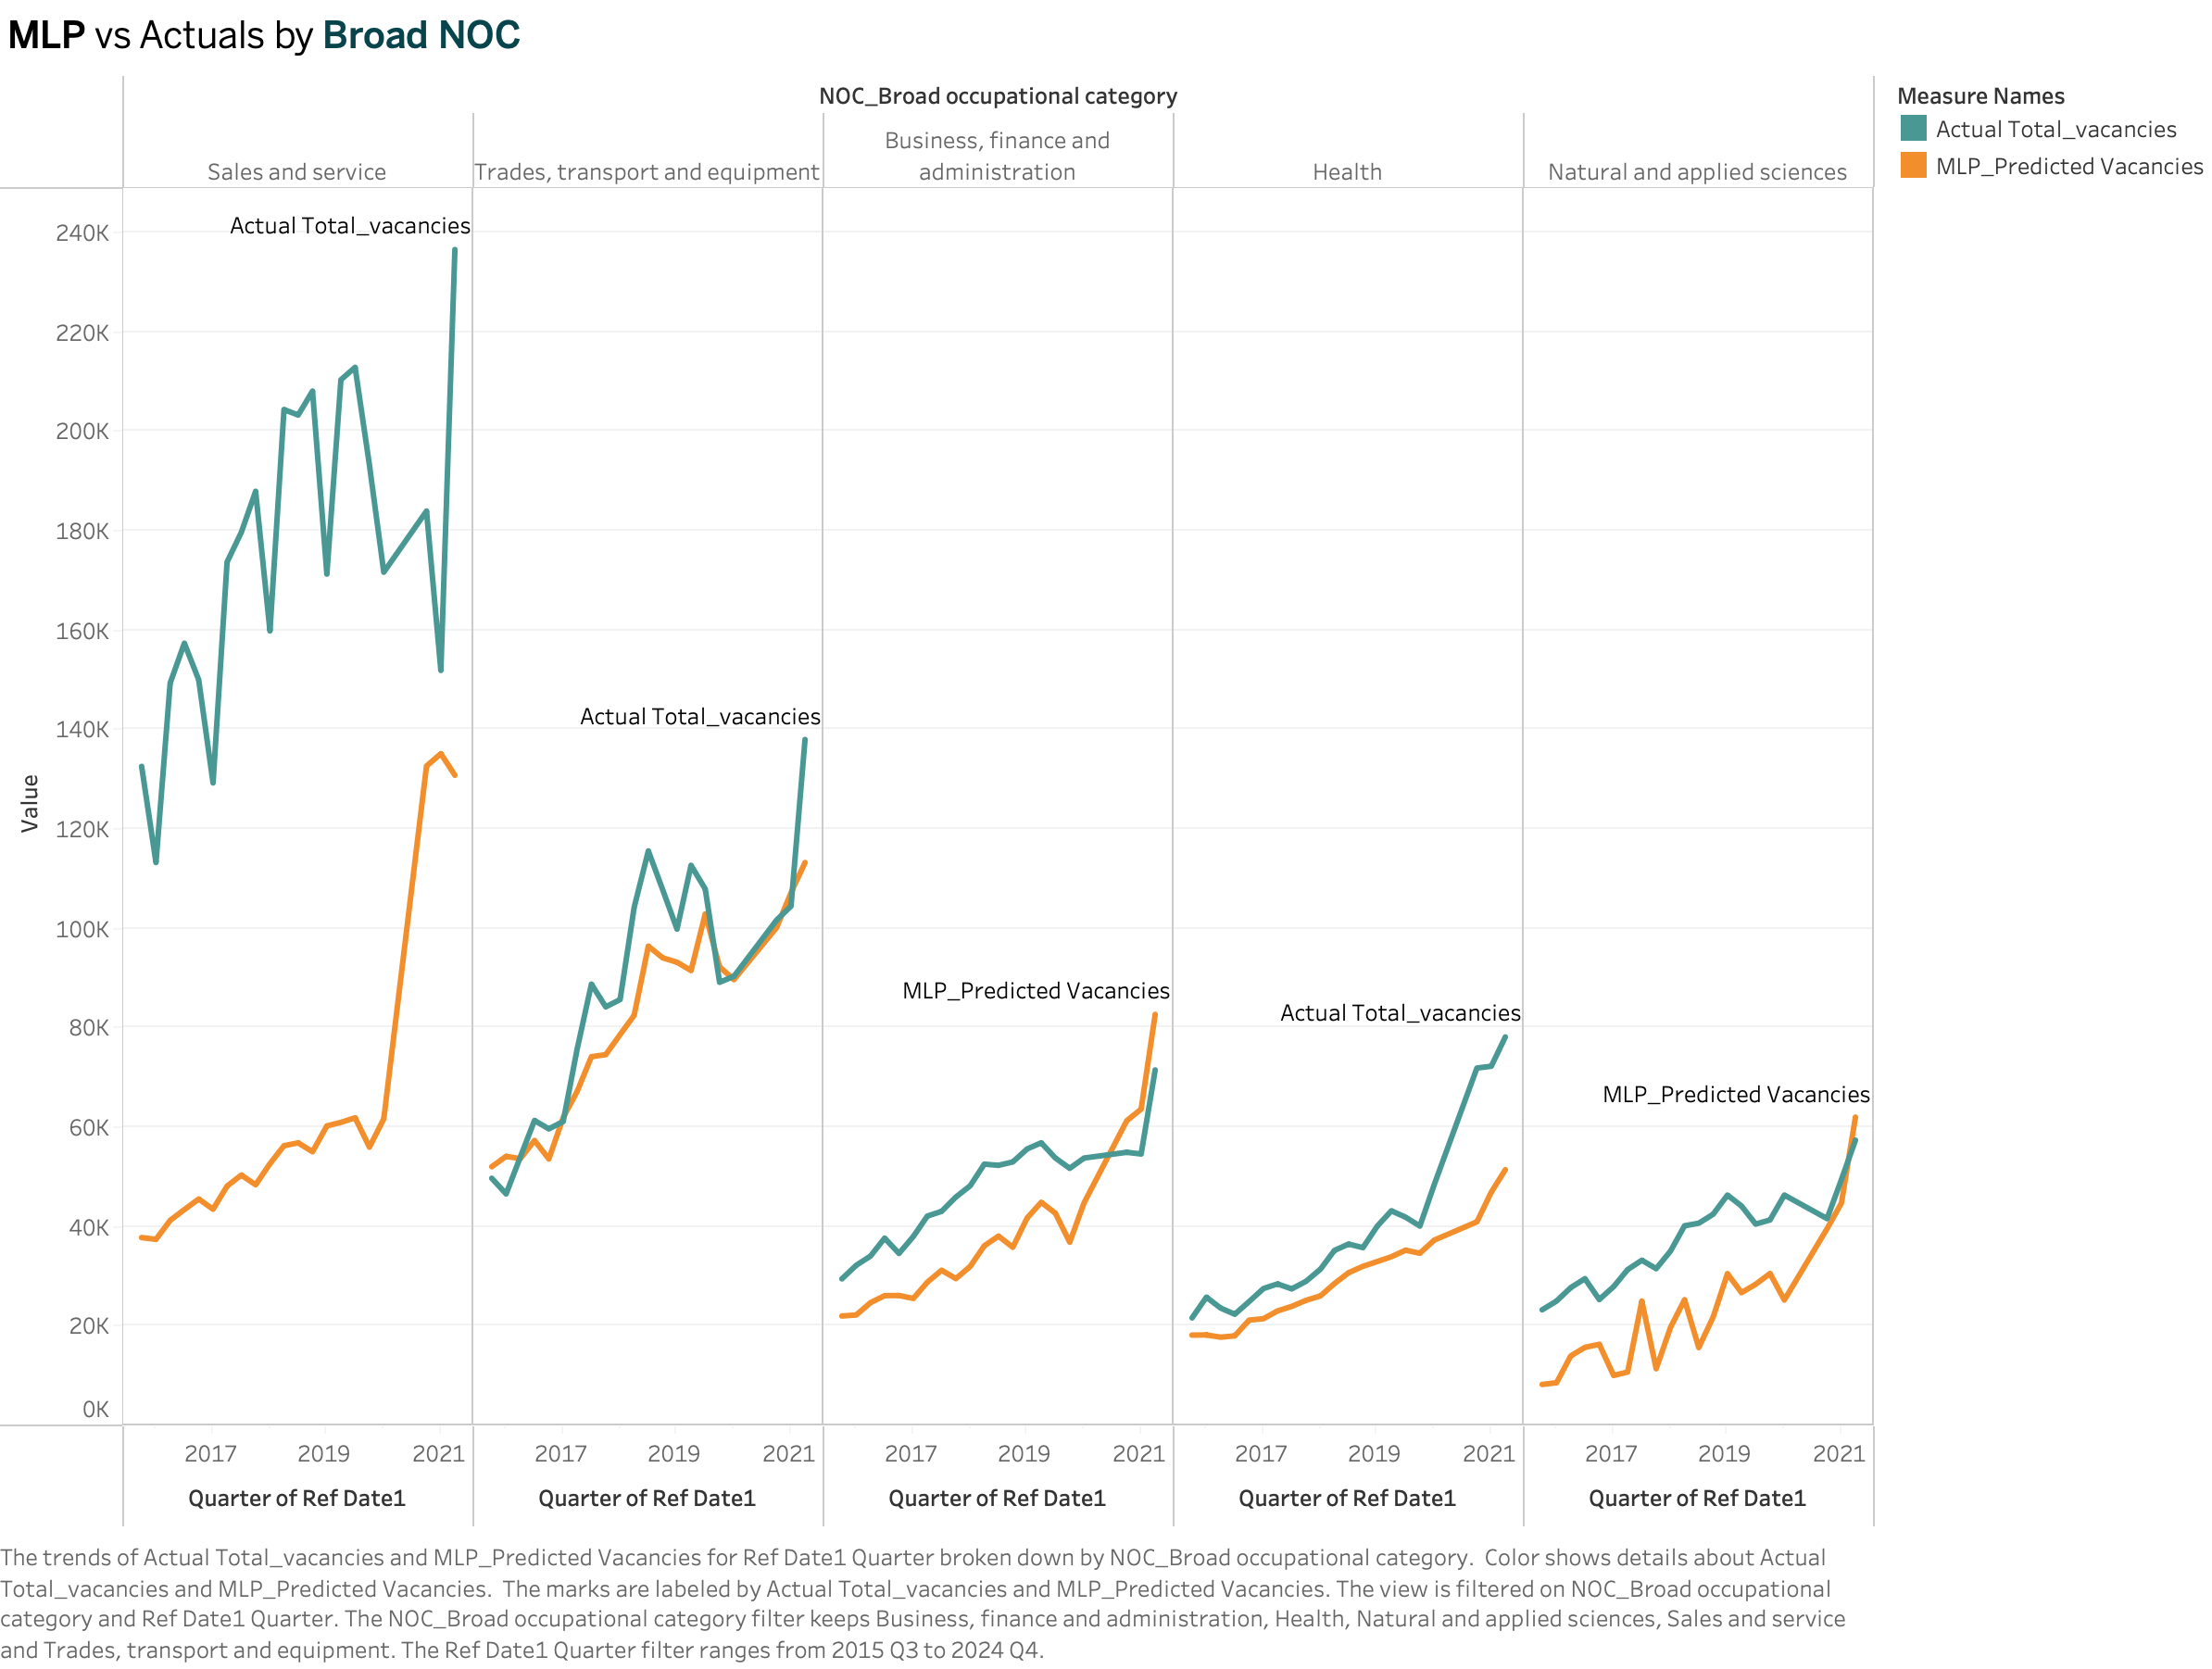 MLP vs Actuals by Broad NOC
NOC_Broad occupational category
Measure Names
Actual Total_vacancies
MLP_Predicted Vacancies
Sales and service
Trades, transport and equipment
Business, finance and
administration
Health
Natural and applied sciences
Actual Total_vacancies
Actual Total_vacancies
MLP_Predicted Vacancies
Actual Total_vacancies
MLP_Predicted Vacancies
Value
240K
220K
200K
180K
160K
140K
120K
100K
80K
60K
40K
20K
0K
2017 2019 2021 2017 2019 2021 2017 2019 2021 2017 2019 2021 2017 2019 2021
Quarter of Ref Date1 Quarter of Ref Date1 Quarter of Ref Date1 Quarter of Ref Date1 Quarter of Ref Date1
The trends of Actual Total_vacancies and MLP_Predicted Vacancies for Ref Date1 Quarter broken down by NOC_Broad occupational category.  Color shows details about Actual
Total_vacancies and MLP_Predicted Vacancies.  The marks are labeled by Actual Total_vacancies and MLP_Predicted Vacancies. The view is filtered on NOC_Broad occupational
category and Ref Date1 Quarter. The NOC_Broad occupational category filter keeps Business, finance and administration, Health, Natural and applied sciences, Sales and service
and Trades, transport and equipment. The Ref Date1 Quarter filter ranges from 2015 Q3 to 2024 Q4.